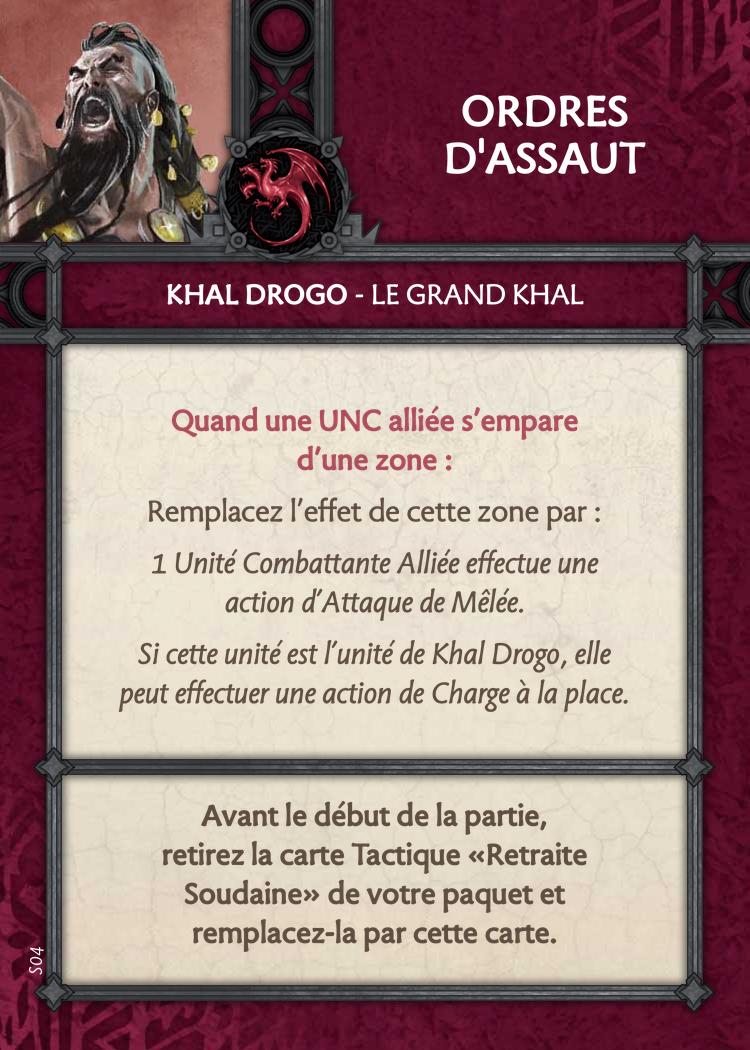 ORDRES
D'ASSAUT
KHAL DROGO - LE GRAND KHAL
Quand une UNC alliée s’empare
d’une zone :
Remplacez l’effet de cette zone par :
1 Unité Combattante Alliée effectue une
action d’Attaque de Mêlée.
Si cette unité est l’unité de Khal Drogo, elle
peut effectuer une action de Charge à la place.
Avant le début de la partie,
retirez la carte Tactique «Retraite
Soudaine» de votre paquet et
remplacez-la par cette carte.
S04